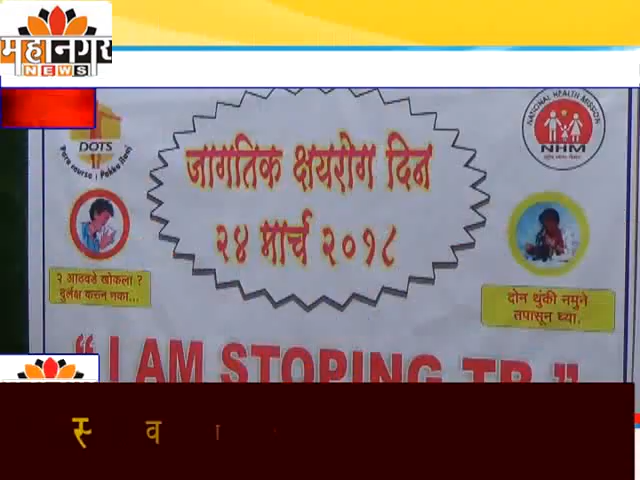 महानगर
NEWS
DOTS
Pura course : Pakka ilaaj
NATIONAL HEALTH MISSION
NHM
जागतिक क्षयरोग दिन
२४ मार्च २०१८
२ आठवडे खोकला ?
दुर्लक्ष करुन नका...
दोन थुंकी नमुने
तपासून घ्या.
“ I AM STOPING TB ”
स् व ा